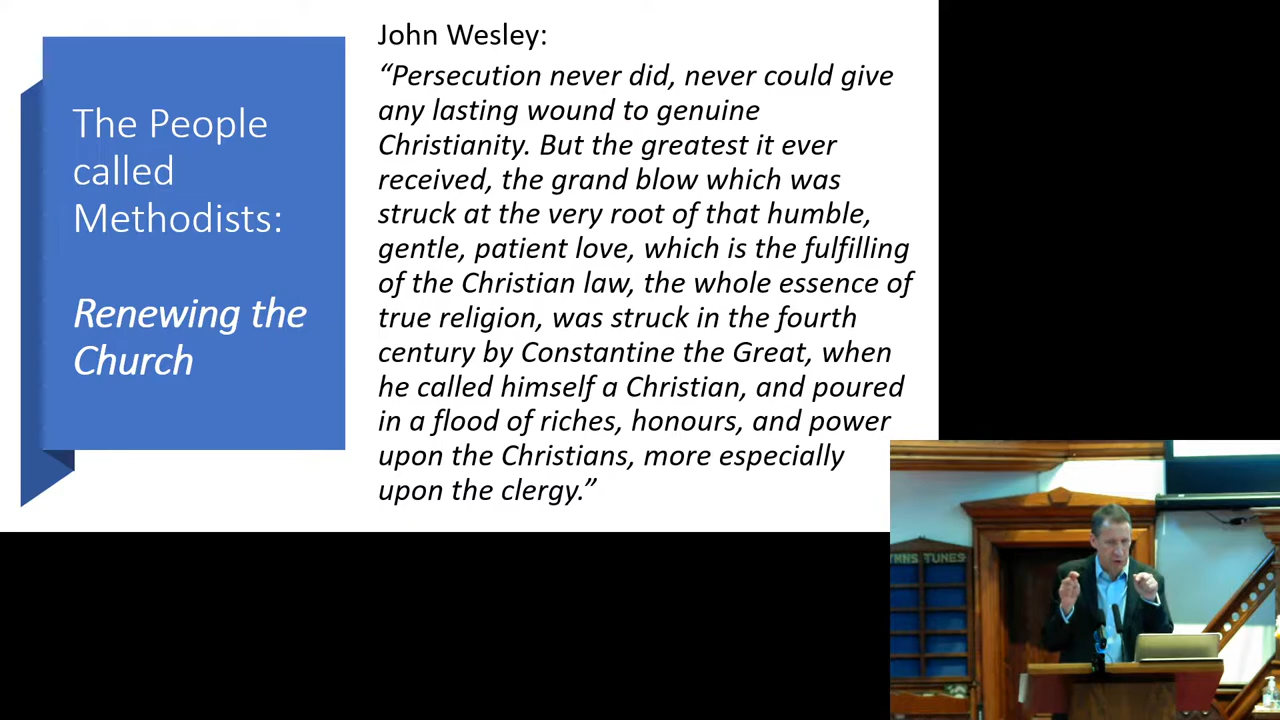 The People
called
Methodists:
Renewing the
Church
John Wesley:
“Persecution never did, never could give
any lasting wound to genuine
Christianity. But the greatest it ever
received, the grand blow which was
struck at the very root of that humble,
gentle, patient love, which is the fulfilling
of the Christian law, the whole essence of
true religion, was struck in the fourth
century by Constantine the Great, when
he called himself a Christian, and poured
in a flood of riches, honours, and power
upon the Christians, more especially
upon the clergy.”
TUNES